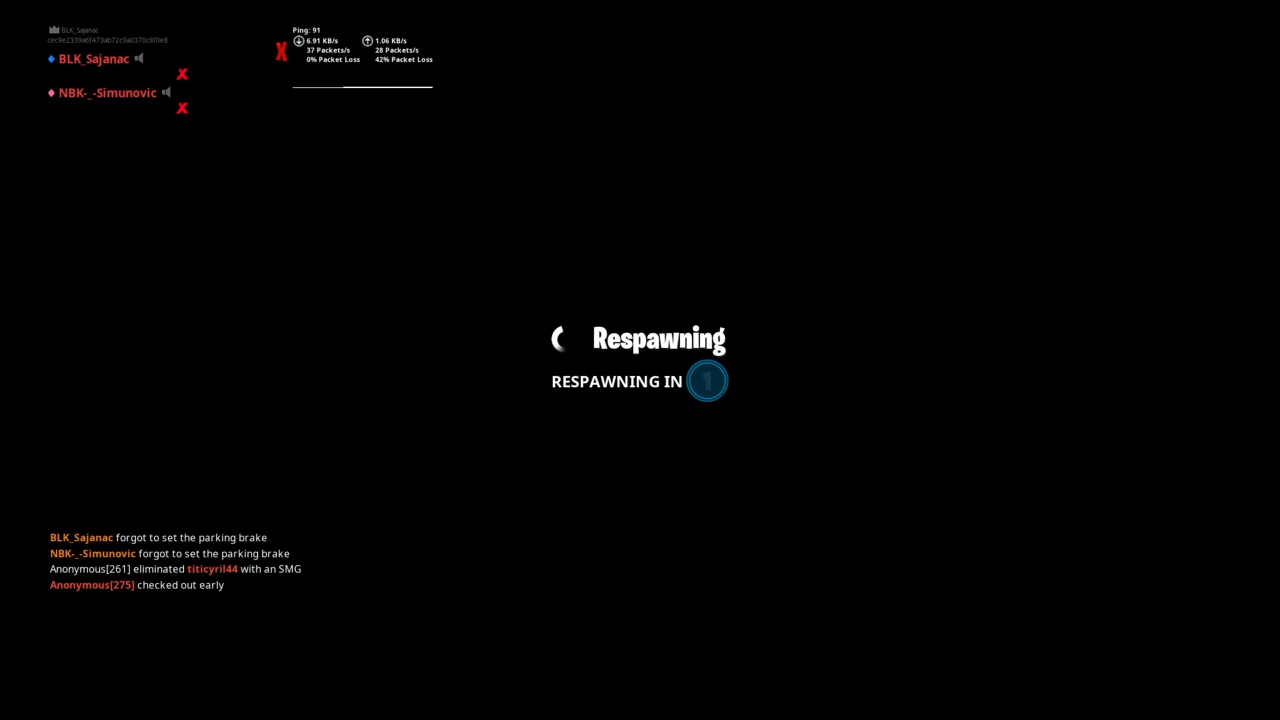 BLK_Sajanac
BLK_Sajanac
X
NBK-_-Simunovic
X
X
Ping: 91
6.91 KB/s
37 Packets/s
0% Packet Loss
1.06 KB/s
28 Packets/s
42% Packet Loss
Respawning
RESPAWNING IN 1
BLK_Sajanac forgot to set the parking brake
NBK-_-Simunovic forgot to set the parking brake
Anonymous[261] eliminated titicyril44 with an SMG
Anonymous[275] checked out early